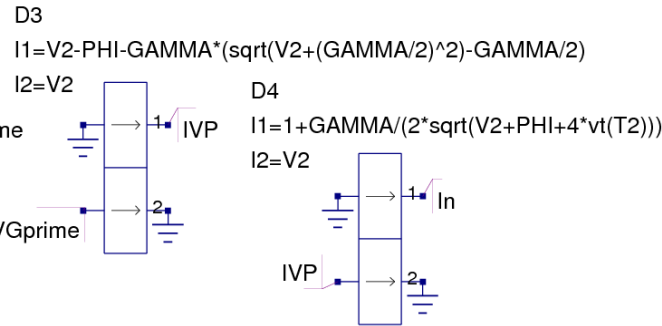 D3
I1=V2-PHI-GAMMA*(sqrt(V2+(GAMMA/2)^2)-GAMMA/2)
I2=V2
D4
I1=1+GAMMA/(2*sqrt(V2+PHI+4*vt(T2)))
I2=V2
me
1
IVP
2
VGprime
1
In
IVP
2